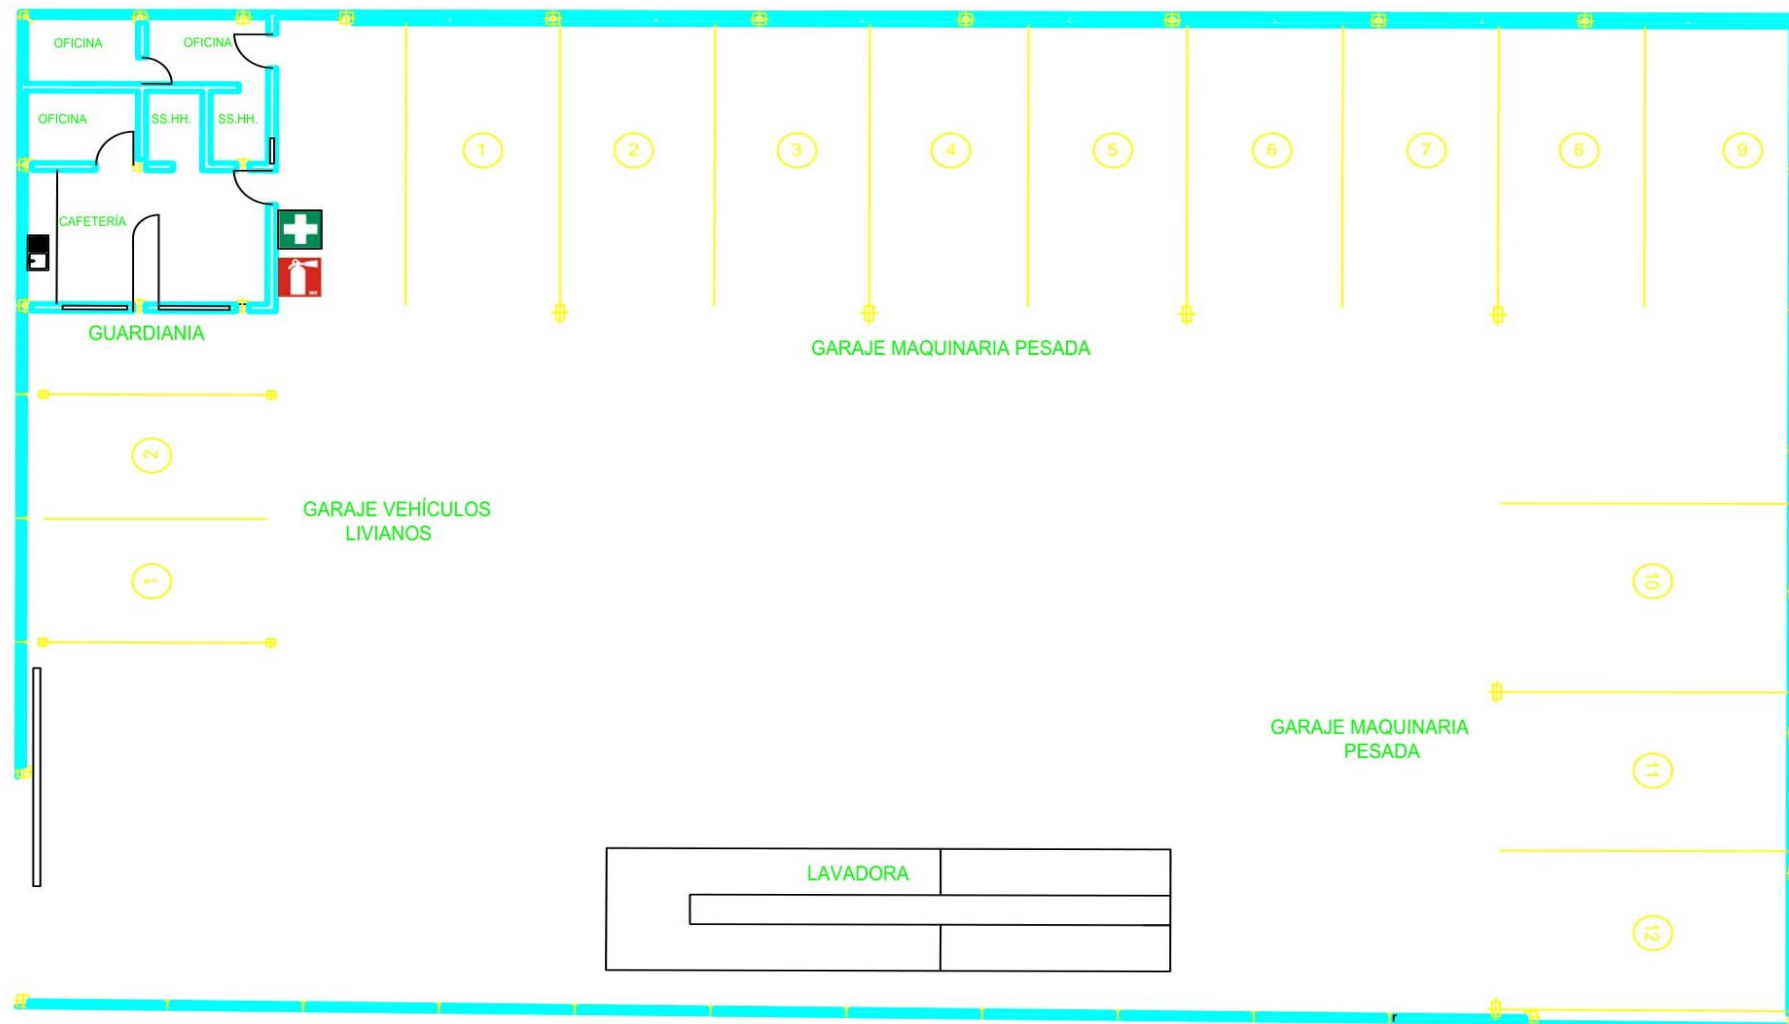 OFICINA
OFICINA
OFICINA
SS.HH.
SS.HH.
1
2
3
4
5
6
7
8
9
CAFETERÍA
GUARDIANIA
GARAJE MAQUINARIA PESADA
2
GARAJE VEHÍCULOS
LIVIANOS
1
10
GARAJE MAQUINARIA
PESADA
11
LAVADORA
12